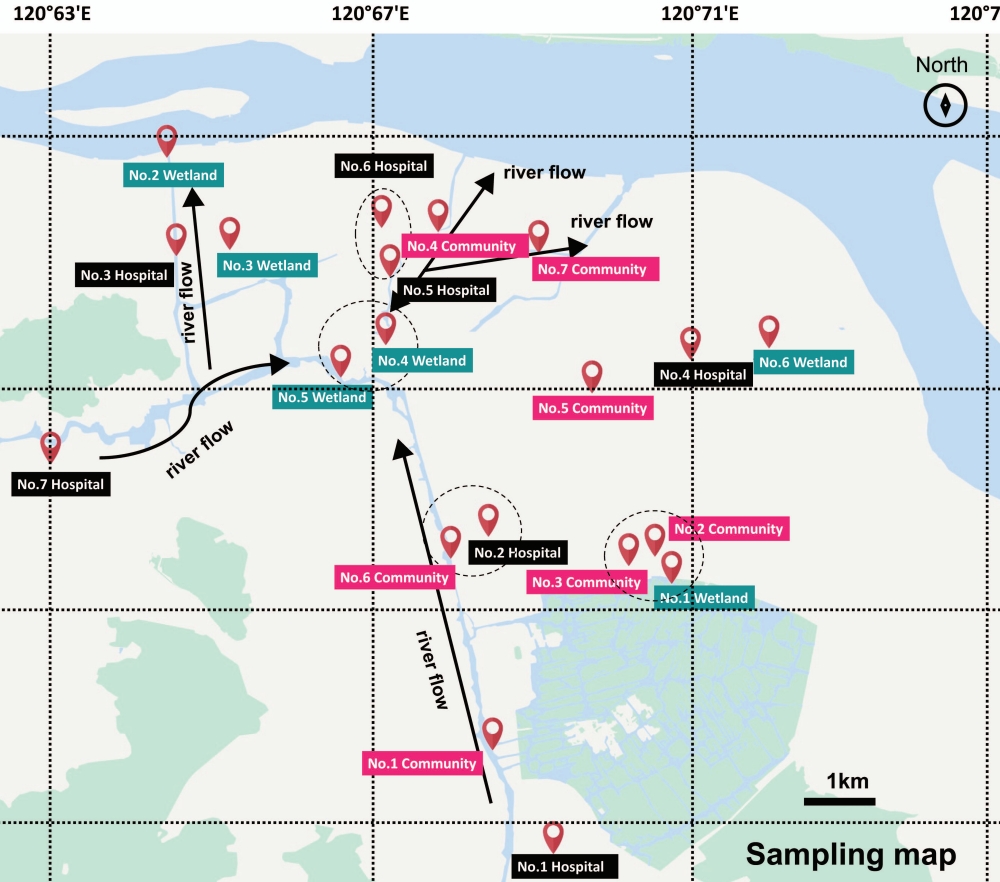 120°63'E
120°67'E
120°71'E
120°7
North
No.2 Wetland
No.6 Hospital
river flow
river flow
No.4 Community
No.3 Wetland
No.3 Hospital
No.7 Community
No.5 Hospital
river flow
No.4 Wetland
No.6 Wetland
No.4 Hospital
No.5 Wetland
No.5 Community
river flow
No.7 Hospital
No.2 Community
No.2 Hospital
No.6 Community
No.3 Community
No.1 Wetland
river flow
No.1 Community
1km
Sampling map
No.1 Hospital